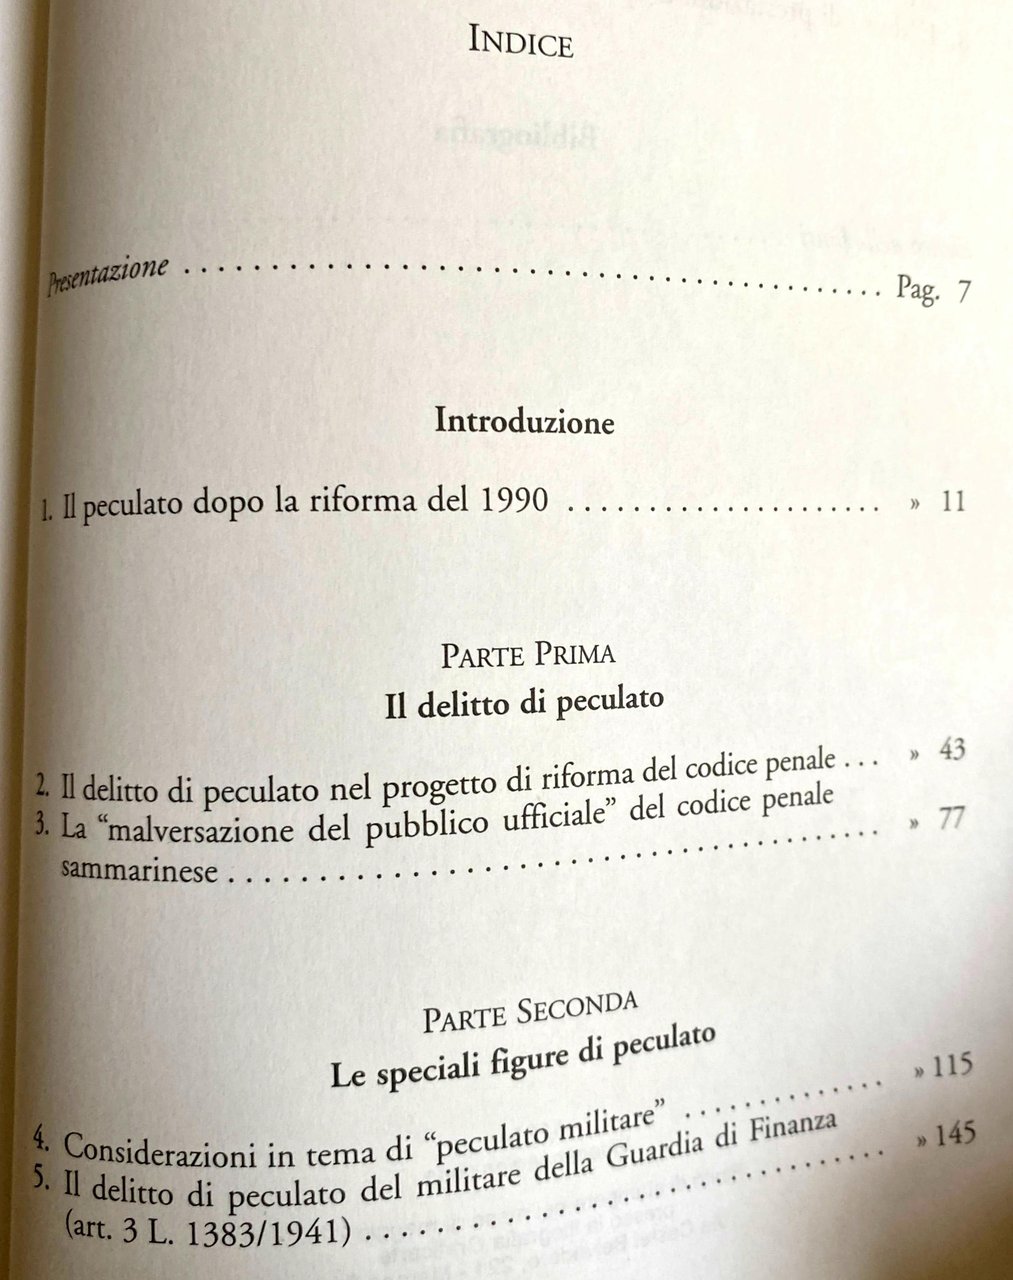 INDICE
Presentazione ........................................ Pag. 7
Introduzione
1. Il peculato dopo la riforma del 1990 .................... » 11
PARTE PRIMA
Il delitto di peculato
2. Il delitto di peculato nel progetto di riforma del codice penale ... » 43
3. La “malversazione del pubblico ufficiale” del codice penale
sammarinese ........................................ » 77
PARTE SECONDA
Le speciali figure di peculato
4. Considerazioni in tema di “peculato militare” ............ » 115
5. Il delitto di peculato del militare della Guardia di Finanza
(art. 3 L. 1383/1941) .............................. » 145